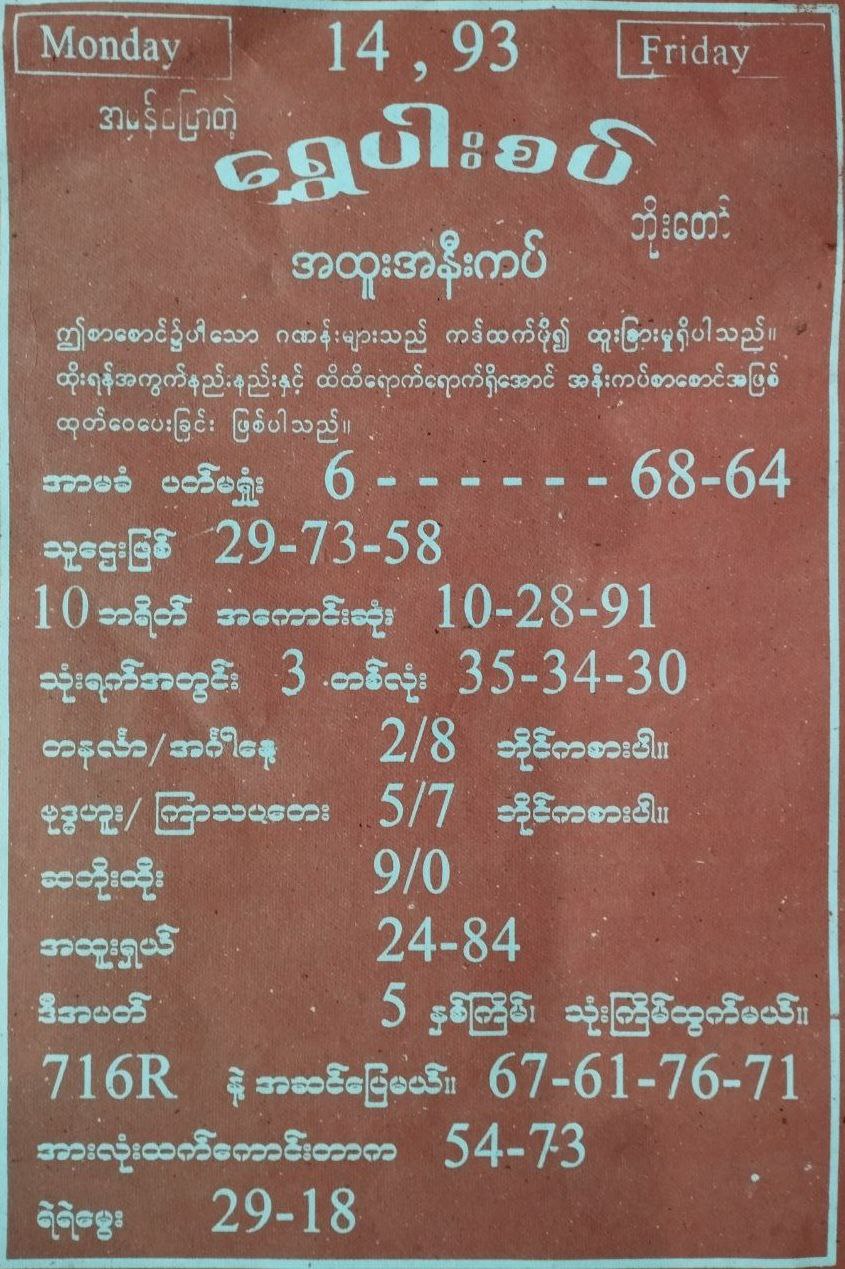 Monday 14 , 93 Friday
အမှန်ပြောတဲ့
ရွှေပါးစပ်
ဘိုးတော်
အထူးအနီးကပ်
ဤစာစောင်၌ပါသော ဂဏန်းများသည် ကဒ်ထက်ဖို၍ ထူးခြားမှုရှိပါသည်။
ထိုးရန်အကွက်နည်းနည်းနှင့် ထိထိရောက်ရောက်ရှိအောင် အနီးကပ်စာစောင်အဖြစ်
ထုတ်ဝေပေးခြင်း ဖြစ်ပါသည်။
အာမခံ ပတ်မရှုံး 6 - - - - - - 68-64
သူဌေးဖြစ် 29-73-58
10 ဘရိတ် အကောင်းဆုံး 10-28-91
သုံးရက်အတွင်း 3 တစ်လုံး 35-34-30
တနင်္လာ/အင်္ဂါနေ့ 2/8 ဘိုင်ကစားပါ။
ဗုဒ္ဓဟူး/ ကြာသပတေး 5/7 ဘိုင်ကစားပါ။
ဆဘိုးထိုး 9/0
အထူးရှယ် 24-84
ဒီအပတ် 5 နှစ်ကြိမ်၊ သုံးကြိမ်ထွက်မယ်။
716R နဲ့ အဆင်ပြေမယ်။ 67-61-76-71
အားလုံးထက်ကောင်းတာက 54-73
ရဲရဲမွှေး 29-18